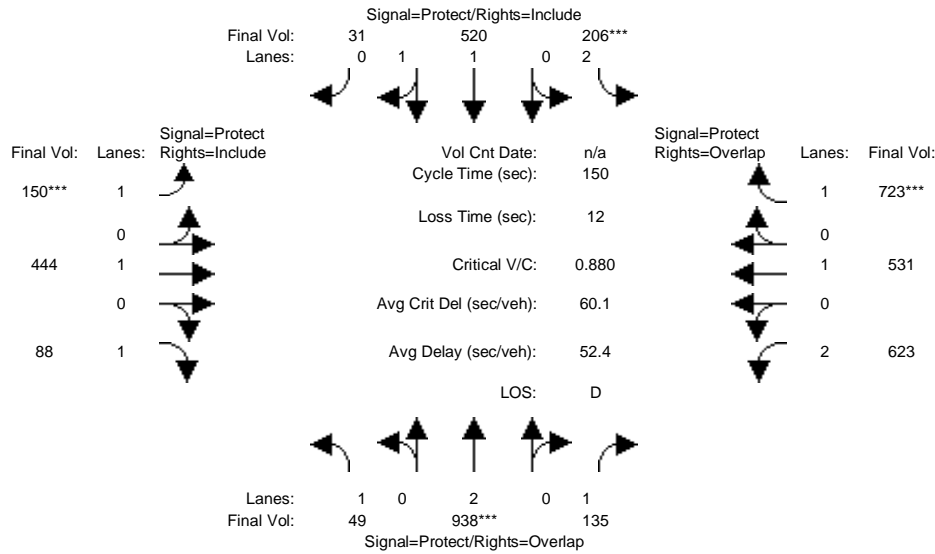 Signal=Protect/Rights=Include
Final Vol: 31 520 206***
Lanes: 0 1 1 0 2
Signal=Protect Signal=Protect
Final Vol: Lanes: Rights=Include Vol Cnt Date: n/a Rights=Overlap Lanes: Final Vol:
Cycle Time (sec): 150
150*** 1 1 723***
Loss Time (sec): 12
0 0
444 1 Critical V/C: 0.880 1 531
0 Avg Crit Del (sec/veh): 60.1 0
88 1 Avg Delay (sec/veh): 52.4 2 623
LOS: D
Lanes: 1 0 2 0 1
Final Vol: 49 938*** 135
Signal=Protect/Rights=Overlap